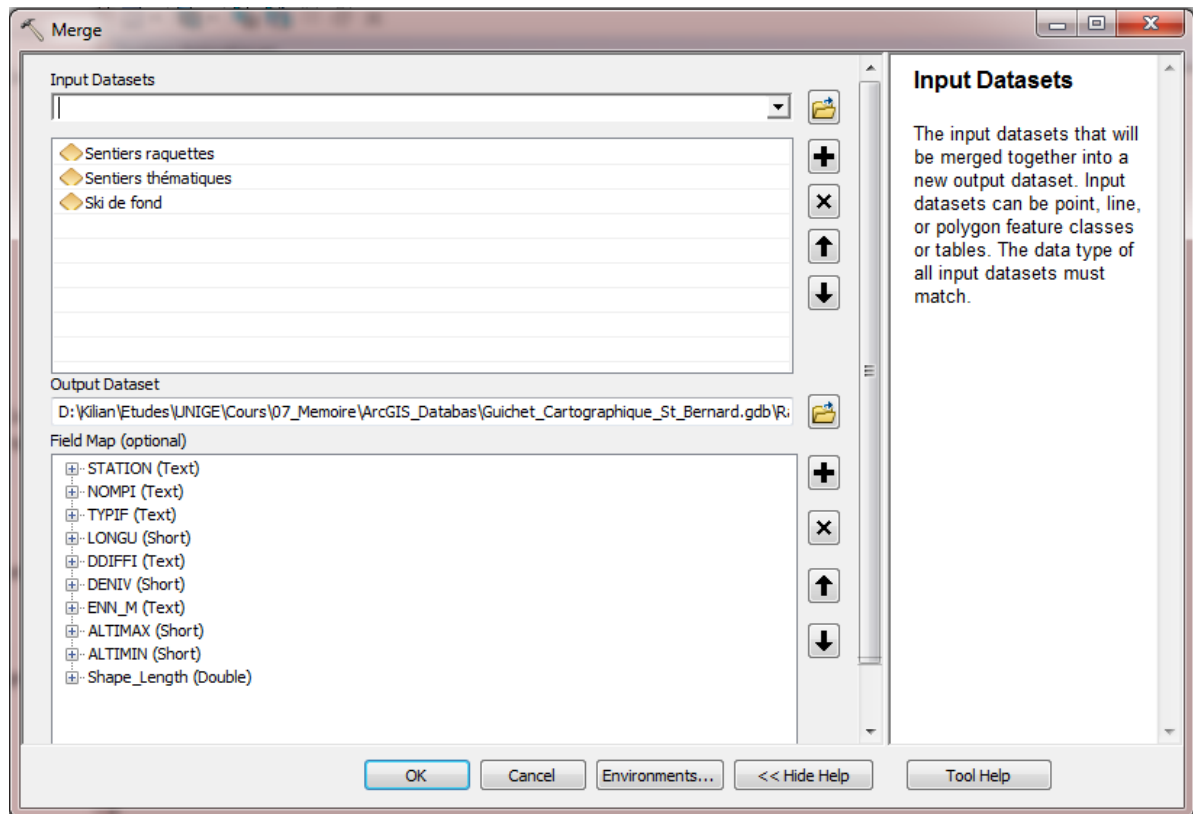 Merge
Input Datasets
Sentiers raquettes
Sentiers thématiques
Ski de fond
Output Dataset
D:\Kilian\Etudes\UNIGE\Cours\07_Memoire\ArcGIS_Databas\Guichet_Cartographique_St_Bernard.gdb\R
Field Map (optional)
STATION (Text)
NOMPI (Text)
TYPIF (Text)
LONGU (Short)
DDIFFI (Text)
DENIV (Short)
ENN_M (Text)
ALTIMAX (Short)
ALTIMIN (Short)
Shape_Length (Double)
OK
Cancel
Environments...
<< Hide Help
Input Datasets
The input datasets that will
be merged together into a
new output dataset. Input
datasets can be point, line,
or polygon feature classes
or tables. The data type of
all input datasets must
match.
Tool Help